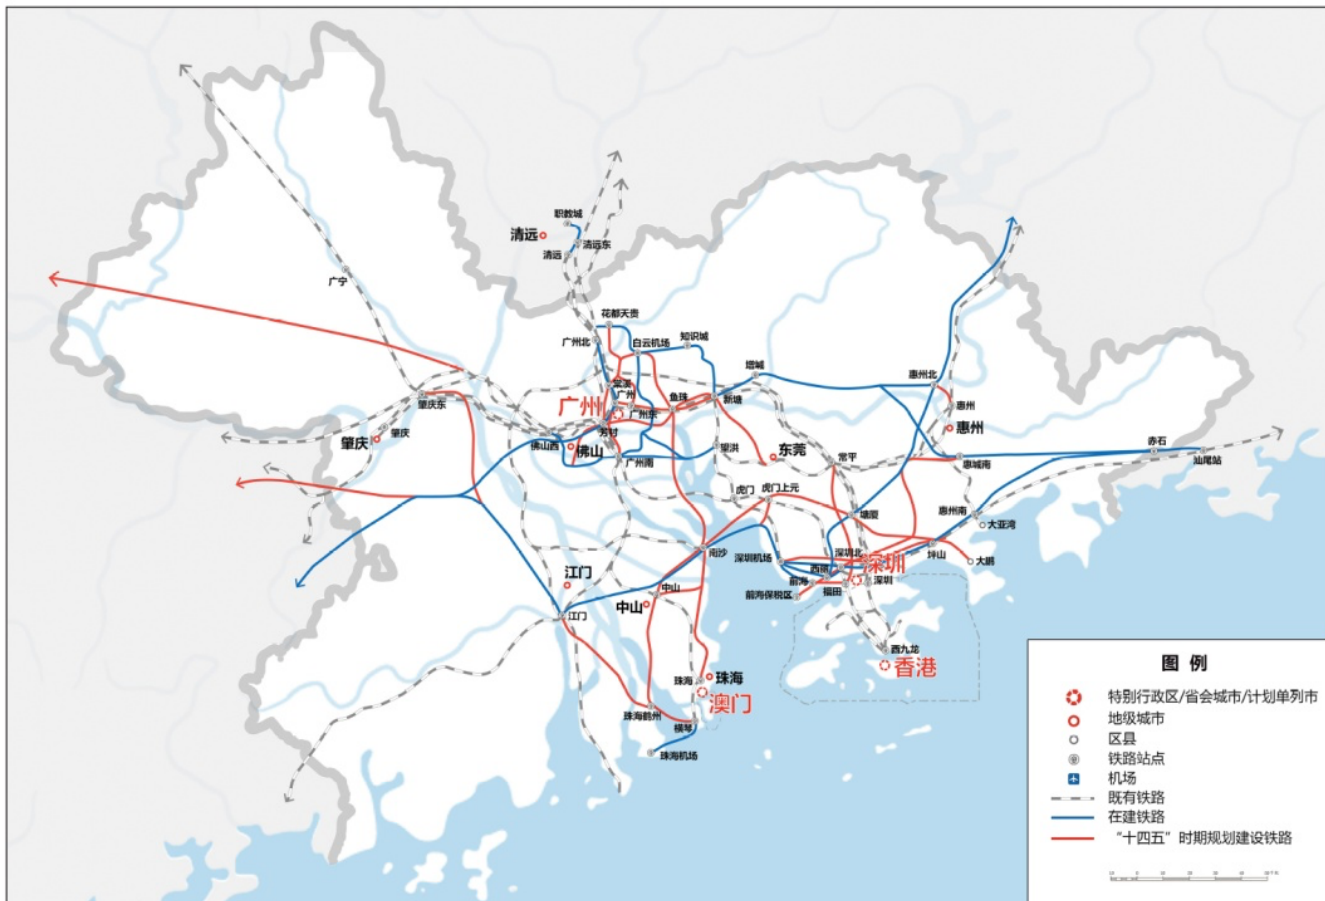 职教城
清远
清远东
清远
广宁
花都天贵
广州北
白云机场
知识城
增城
惠州北
棠溪
广州
鱼珠
新塘
惠州
肇庆东
广州
广州东
肇庆
肇庆
芳村
惠州
佛山西
佛山
广州南
望洪
东莞
常平
惠城南
赤石
汕尾站
虎门
虎门上元
塘厦
惠州南
大亚湾
南沙
深圳机场
深圳北
坪山
大鹏
西丽
深圳
江门
中山
前海
福田
深圳
前海保税区
中山
江门
西九龙
香港
珠海
珠海
澳门
珠海鹤州
横琴
珠海机场
图 例
特别行政区/省会城市/计划单列市
地级城市
区县
铁路站点
机场
既有铁路
在建铁路
“十四五”时期规划建设铁路